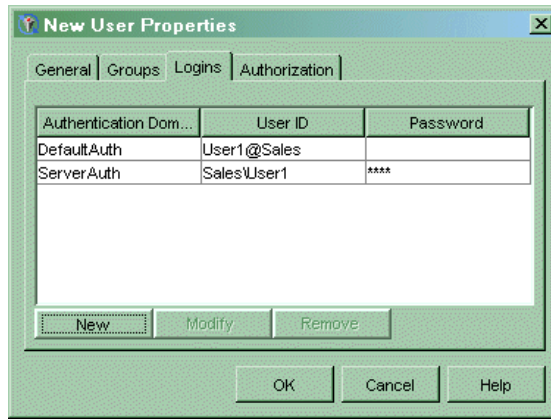 New User Properties
General Groups Logins Authorization
Authentication Dom... User ID Password
DefaultAuth User1@Sales
ServerAuth Sales\User1 ****
New Modify Remove
OK Cancel Help